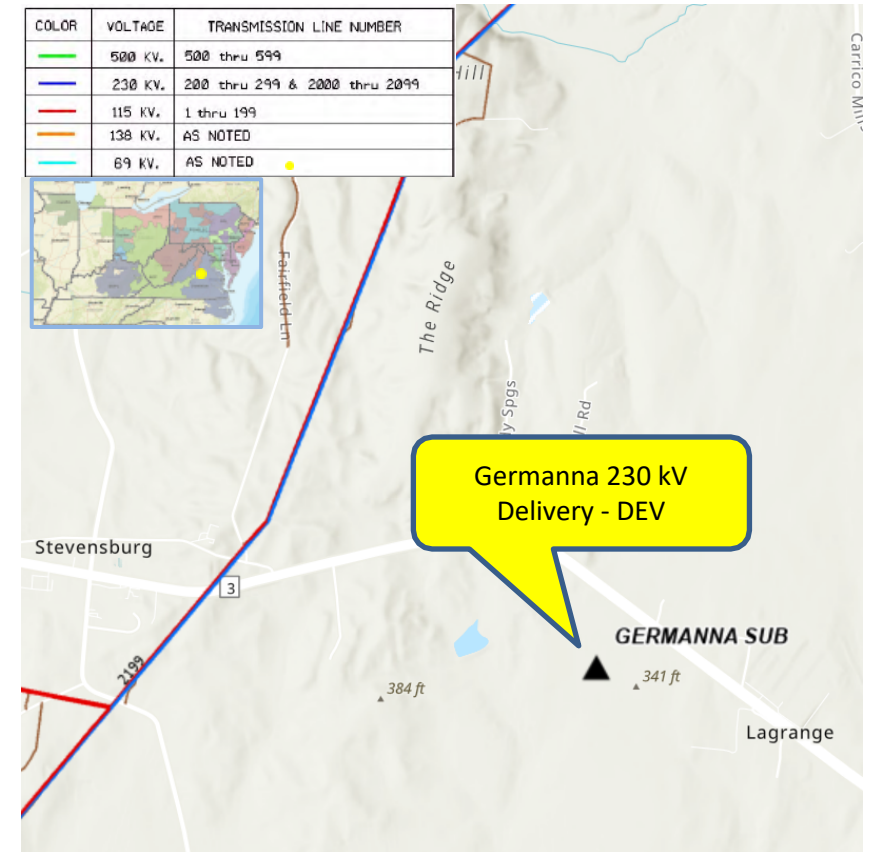 COLOR VOLTAGE TRANSMISSION LINE NUMBER
500 KV. 500 thru 599
230 KV. 200 thru 299 & 2000 thru 2099
115 KV. 1 thru 199
138 KV. AS NOTED
69 KV. AS NOTED
Hill
Carrico Mills
Fairfield Ln
The Ridge
y Spgs
ll Rd
Germanna 230 kV
Delivery - DEV
Stevensburg
3
GERMANNA SUB
2199
384 ft
341 ft
Lagrange